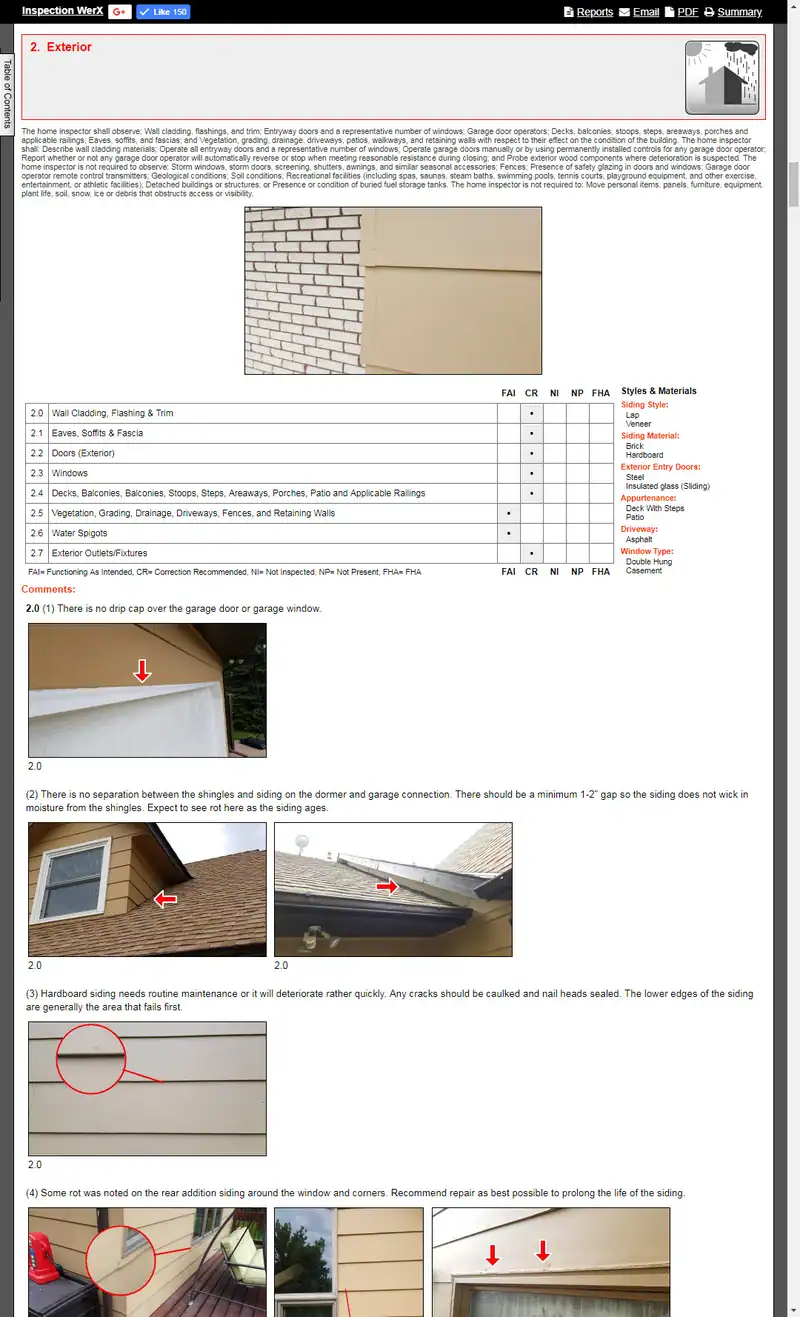 Inspection WerX
G+
Like 150
Reports
Email
PDF
Summary
Table of Contents
2. Exterior
The home inspector shall observe: Wall cladding, flashings, and trim; Entryway doors and a representative number of windows; Garage door operators; Decks, balconies, stoops, steps, areaways, porches and
applicable railings; Eaves, soffits, and fascias; and Vegetation, grading, drainage, driveways, patios, walkways, and retaining walls with respect to their effect on the condition of the building. The home inspector
shall: Describe wall cladding materials; Operate all entryway doors and a representative number of windows; Operate garage doors manually or by using permanently installed controls for any garage door operator;
Report whether or not any garage door operator will automatically reverse or stop when meeting reasonable resistance during closing; and Probe exterior wood components where deterioration is suspected. The home
inspector is not required to observe: Storm windows, storm doors, screening, shutters, awnings, and similar seasonal accessories; Fences; Presence of safety glazing in doors and windows; Garage door
operator remote control transmitters; Geological conditions; Soil conditions; Recreational facilities (including spas, saunas, steam baths, swimming pools, tennis courts, playground equipment, and other exercise,
entertainment, or athletic facilities); Detached buildings or structures; or Presence or condition of buried fuel storage tanks. The home inspector is not required to: Move personal items, panels, furniture, equipment,
plant life, soil, snow, ice or debris that obstructs access or visibility.
FAI CR NI NP FHA
2.0 Wall Cladding, Flashing & Trim •
2.1 Eaves, Soffits & Fascia •
2.2 Doors (Exterior) •
2.3 Windows •
2.4 Decks, Balconies, Balconies, Stoops, Steps, Areaways, Porches, Patio and Applicable Railings •
2.5 Vegetation, Grading, Drainage, Driveways, Fences, and Retaining Walls •
2.6 Water Spigots •
2.7 Exterior Outlets/Fixtures •
FAI= Functioning As Intended, CR= Correction Recommended, NI= Not Inspected, NP= Not Present, FHA= FHA
FAI CR NI NP FHA
Styles & Materials
Siding Style:
Lap
Veneer
Siding Material:
Brick
Hardboard
Exterior Entry Doors:
Steel
Insulated glass (Sliding)
Appurtenance:
Deck With Steps
Patio
Driveway:
Asphalt
Window Type:
Double Hung
Casement
Comments:
2.0 (1) There is no drip cap over the garage door or garage window.
2.0
(2) There is no separation between the shingles and siding on the dormer and garage connection. There should be a minimum 1-2" gap so the siding does not wick in
moisture from the shingles. Expect to see rot here as the siding ages.
2.0
2.0
(3) Hardboard siding needs routine maintenance or it will deteriorate rather quickly. Any cracks should be caulked and nail heads sealed. The lower edges of the siding
are generally the area that fails first.
2.0
(4) Some rot was noted on the rear addition siding around the window and corners. Recommend repair as best possible to prolong the life of the siding.